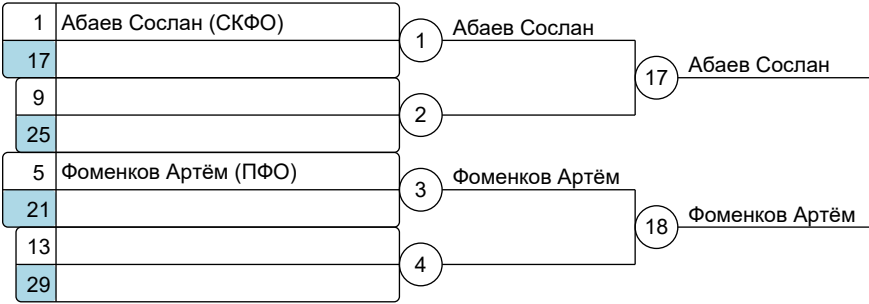 1 Абаев Сослан (СКФО)
17
1 Абаев Сослан
17 Абаев Сослан
9
25
2
5 Фоменков Артём (ПФО)
21
3 Фоменков Артём
18 Фоменков Артём
13
29
4